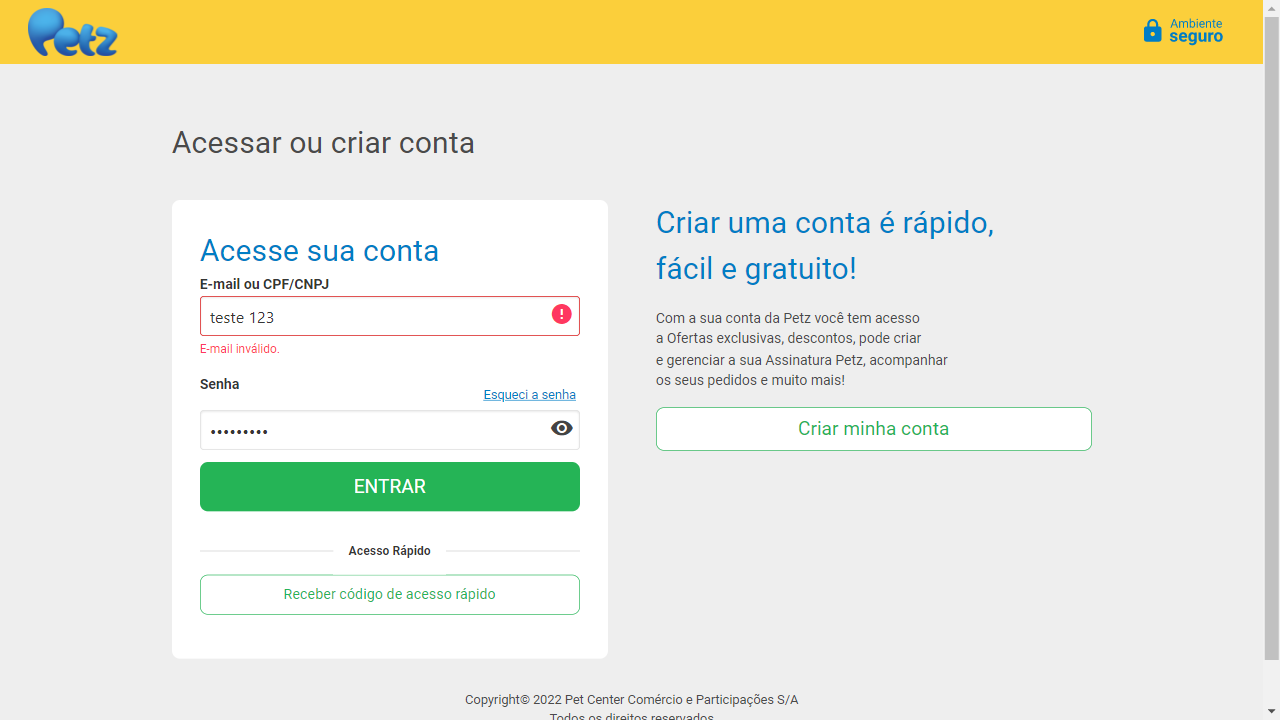 Petz
Ambiente
seguro
Acessar ou criar conta
Acesse sua conta
E-mail ou CPF/CNPJ
teste 123
E-mail inválido.
Senha
Esqueci a senha
•••••••••
ENTRAR
Acesso Rápido
Receber código de acesso rápido
Criar uma conta é rápido,
fácil e gratuito!
Com a sua conta da Petz você tem acesso
a Ofertas exclusivas, descontos, pode criar
e gerenciar a sua Assinatura Petz, acompanhar
os seus pedidos e muito mais!
Criar minha conta
Copyright© 2022 Pet Center Comércio e Participações S/A
Todos os direitos reservados